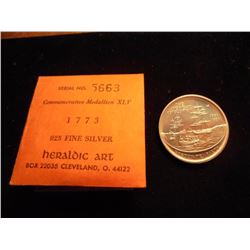 SERIAL NO. 5663
Commemorative Medallion XLV
1773
925 FINE SILVER
heraldic art
BOX 22035 CLEVELAND, O. 44122